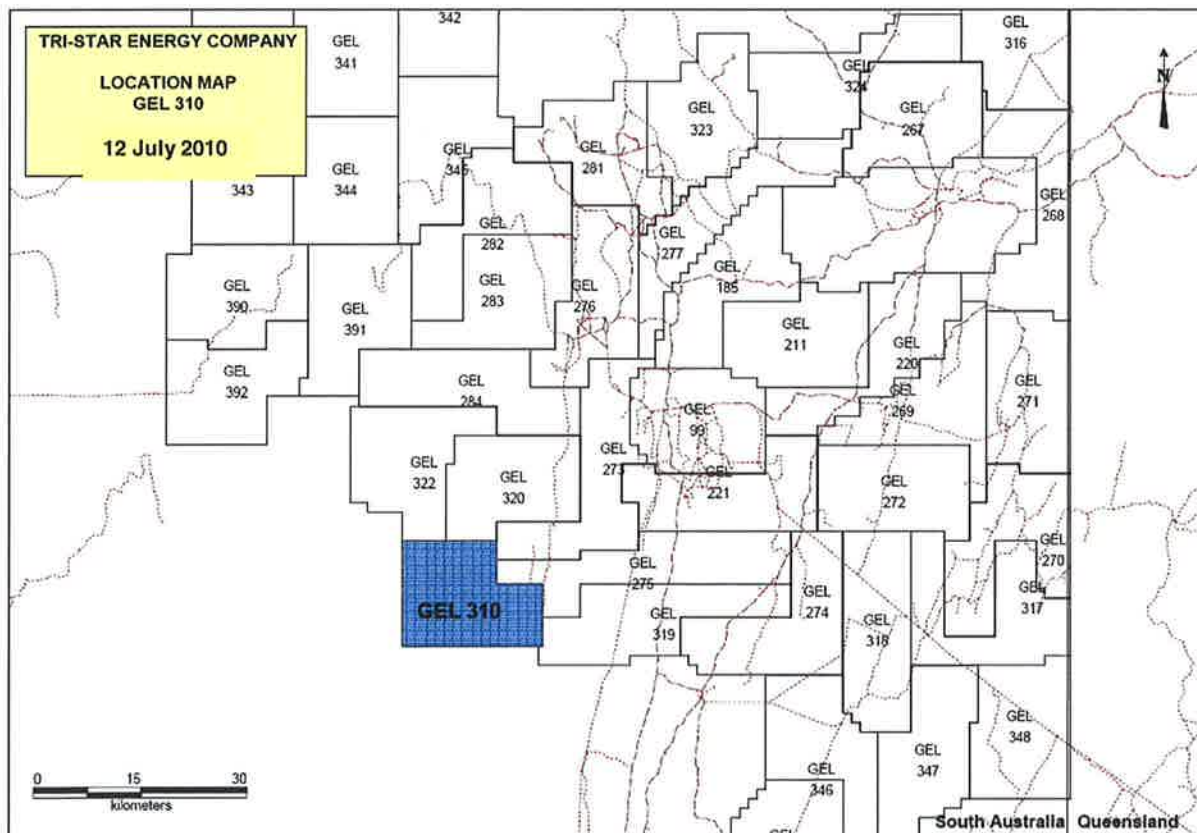 TRI-STAR ENERGY COMPANY
LOCATION MAP
GEL 310
12 July 2010
342
GEL
341
GEL
316
GEL
324
GEL
323
GEL
267
N
GEL
281
GEL
345
343
GEL
344
GEL
268
GEL
282
GEL
277
GEL
185
GEL
390
GEL
391
GEL
283
GEL
276
GEL
211
GEL
220
GEL
392
GEL
284
GEL
269
GEL
271
GEL
99
GEL
322
GEL
320
GEL
273
GEL
221
GEL
272
GEL
270
GEL
275
GEL 310
GEL
319
GEL
274
GEL
318
GEL
317
GEL
348
GEL
347
GEL
346
GEL
0 15 30
kilometers
South Australia Queensland